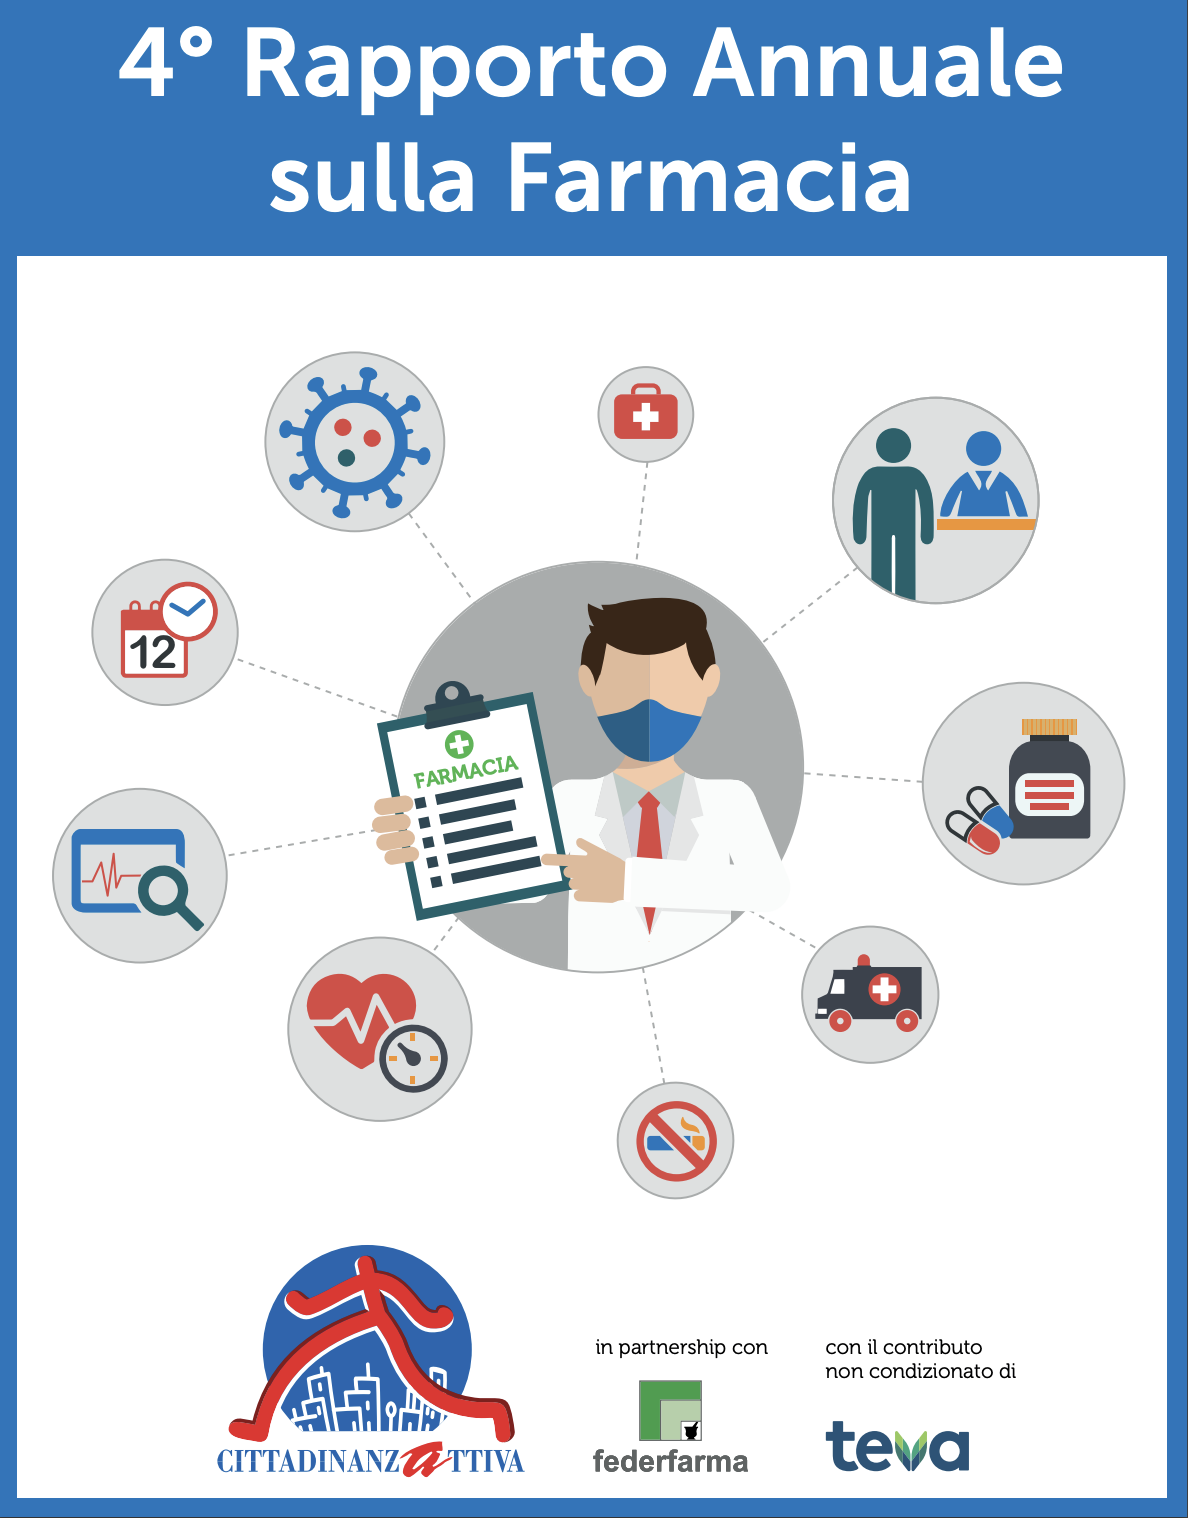 4° Rapporto Annuale
sulla Farmacia
12
FARMACIA
in partnership con
con il contributo
non condizionato di
CITTADINANZaTTIVA
federfarma
teva